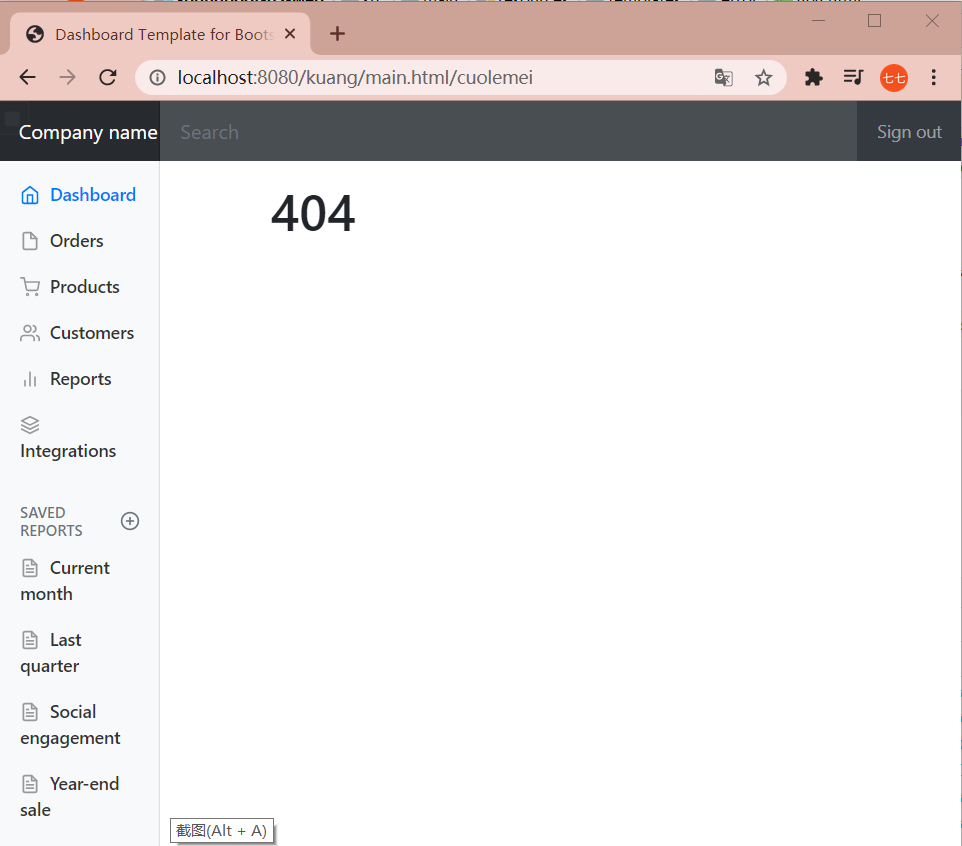 Dashboard Template for Boots
localhost:8080/kuang/main.html/cuolemei
七七
Company name
Search
Sign out
Dashboard
Orders
Products
Customers
Reports
Integrations
SAVED
REPORTS
Current
month
Last
quarter
Social
engagement
Year-end
sale
404
截图(Alt + A)